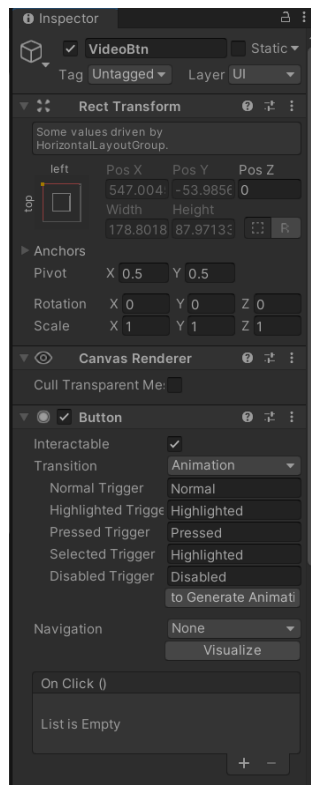 Inspector
VideoBtn Static
Tag Untagged Layer UI
Rect Transform
Some values driven by
HorizontalLayoutGroup.
left Pos X Pos Y Pos Z
top 547.004 -53.9856 0
Width Height
178.8018 87.97133 R
Anchors
Pivot X 0.5 Y 0.5
Rotation X 0 Y 0 Z 0
Scale X 1 Y 1 Z 1
Canvas Renderer
Cull Transparent Me
Button
Interactable
Transition Animation
Normal Trigger Normal
Highlighted Trigge Highlighted
Pressed Trigger Pressed
Selected Trigger Highlighted
Disabled Trigger Disabled
to Generate Animati
Navigation None
Visualize
On Click ()
List is Empty
+ −